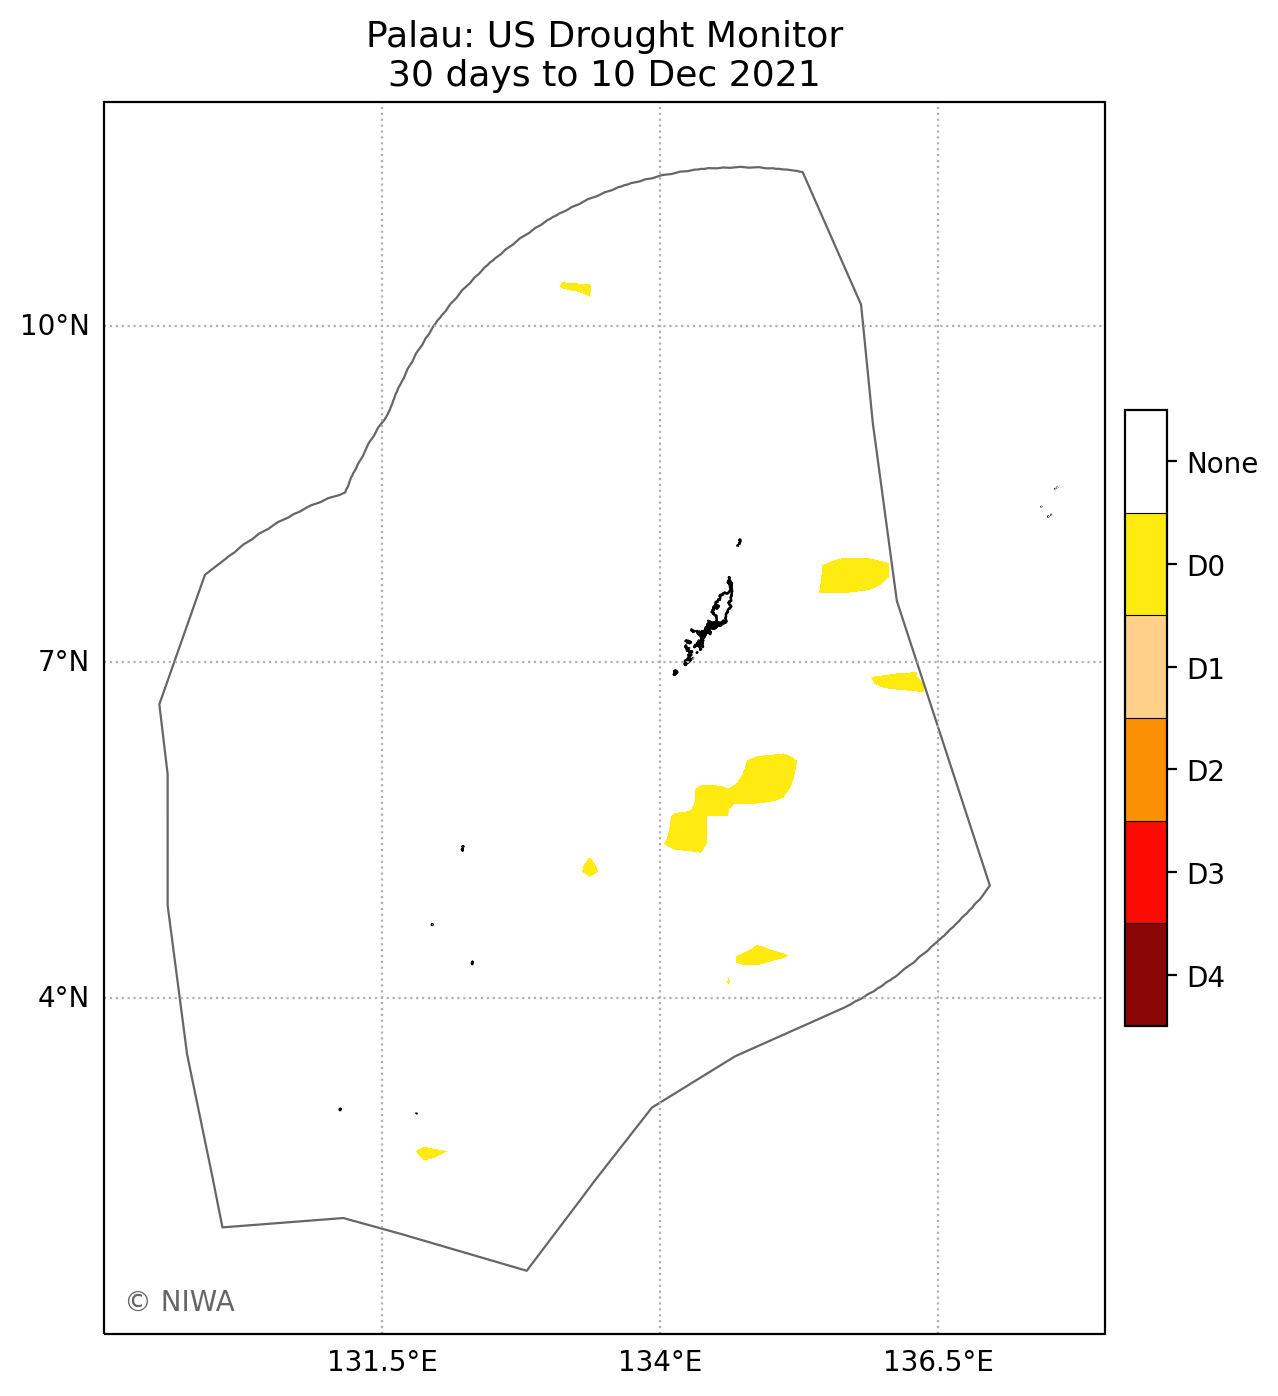 Palau: US Drought Monitor
30 days to 10 Dec 2021
10°N
7°N
4°N
131.5°E
134°E
136.5°E
None
D0
D1
D2
D3
D4
© NIWA